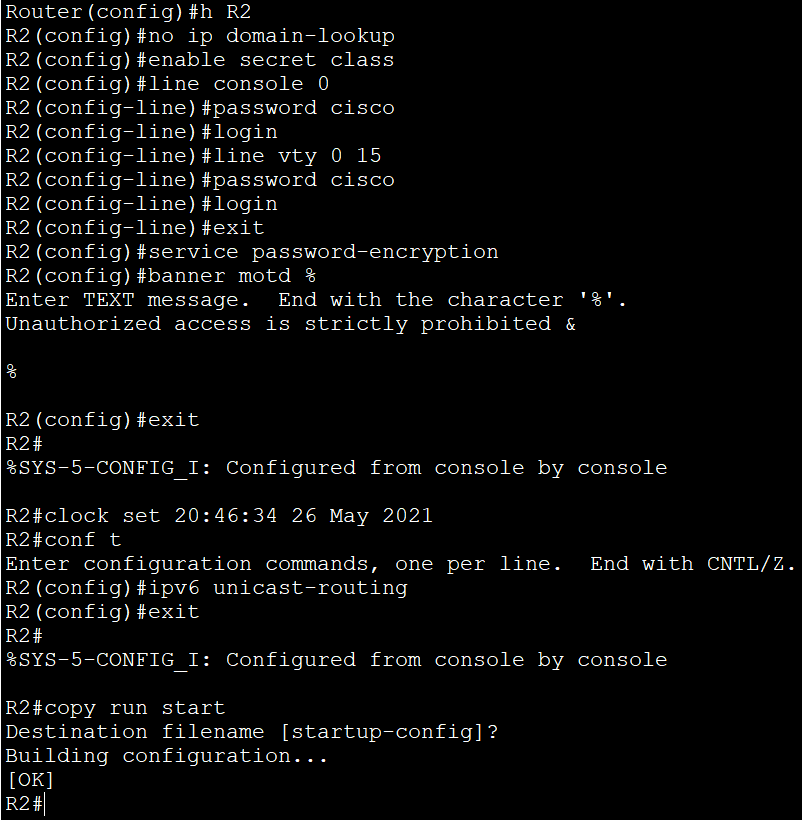 Router(config)#h R2
R2(config)#no ip domain-lookup
R2(config)#enable secret class
R2(config)#line console 0
R2(config-line)#password cisco
R2(config-line)#login
R2(config-line)#line vty 0 15
R2(config-line)#password cisco
R2(config-line)#login
R2(config-line)#exit
R2(config)#service password-encryption
R2(config)#banner motd %
Enter TEXT message.  End with the character '%'.
Unauthorized access is strictly prohibited &
%
R2(config)#exit
R2#
%SYS-5-CONFIG_I: Configured from console by console
R2#clock set 20:46:34 26 May 2021
R2#conf t
Enter configuration commands, one per line.  End with CNTL/Z.
R2(config)#ipv6 unicast-routing
R2(config)#exit
R2#
%SYS-5-CONFIG_I: Configured from console by console
R2#copy run start
Destination filename [startup-config]?
Building configuration...
[OK]
R2#